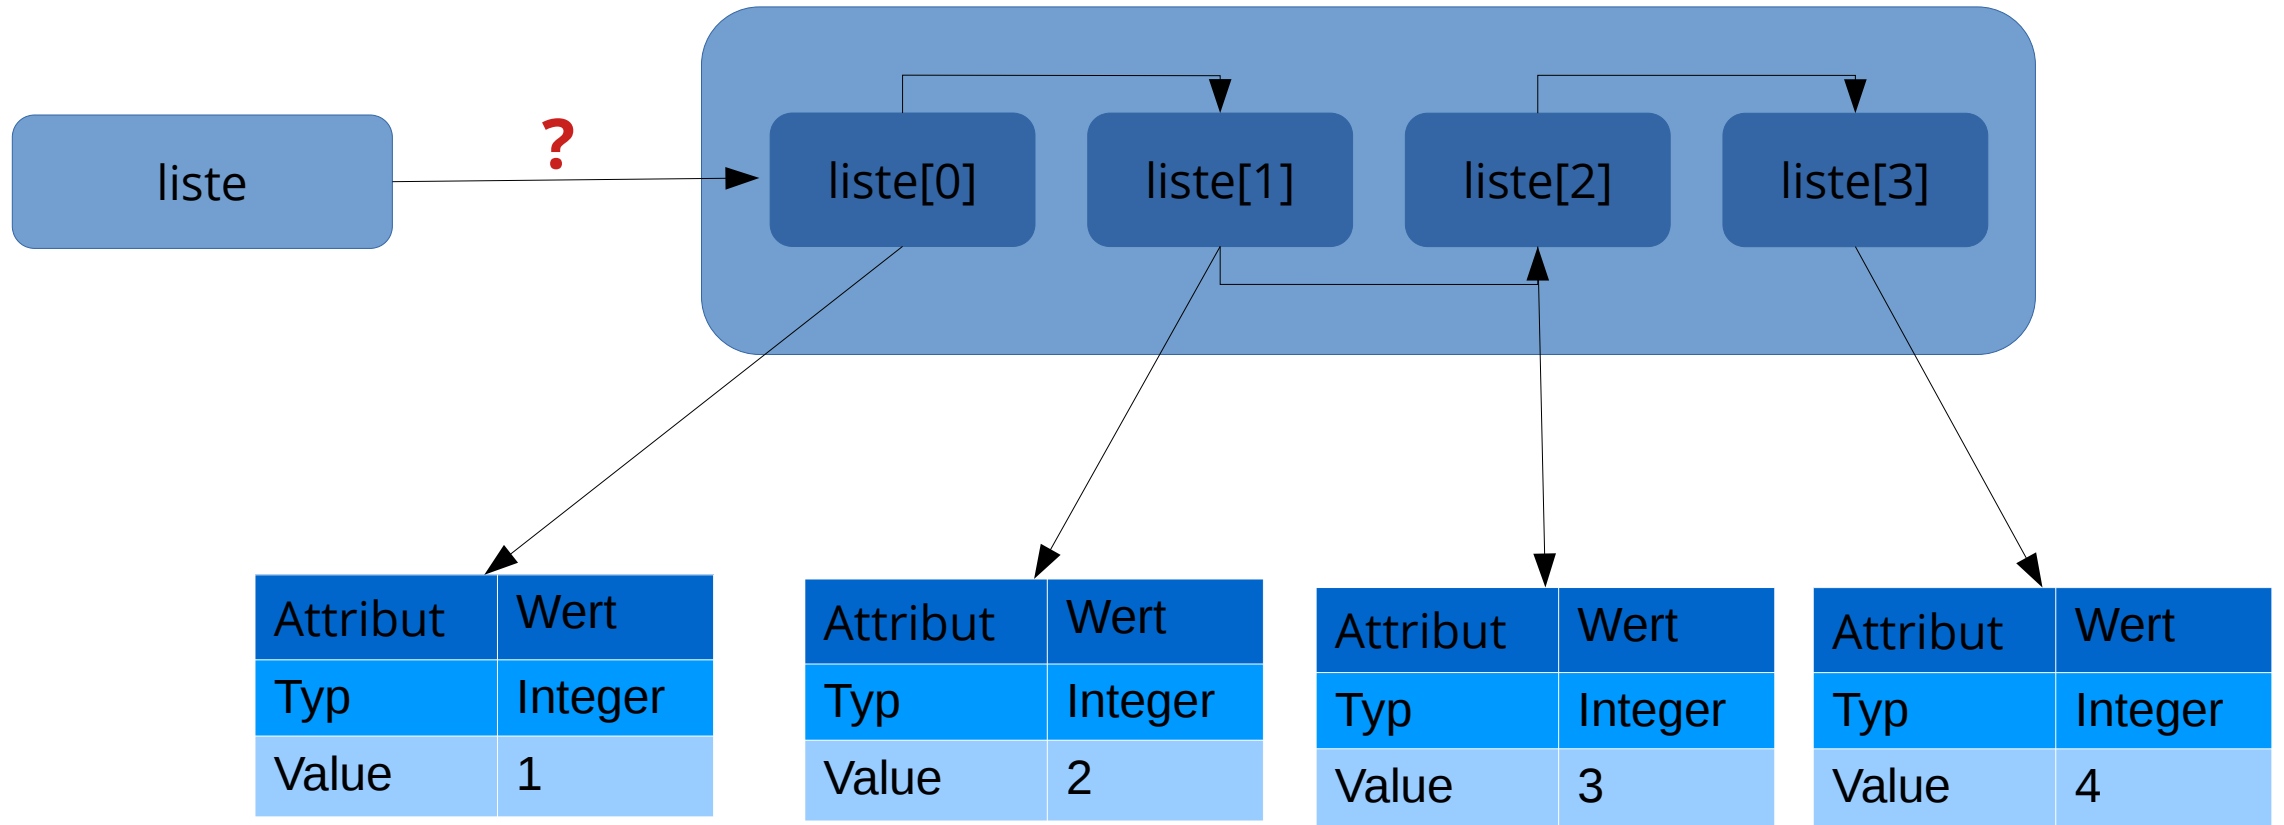 ?
liste
liste[0] liste[1] liste[2] liste[3]
Attribut Wert
Typ Integer
Value 1
Attribut Wert
Typ Integer
Value 2
Attribut Wert
Typ Integer
Value 3
Attribut Wert
Typ Integer
Value 4